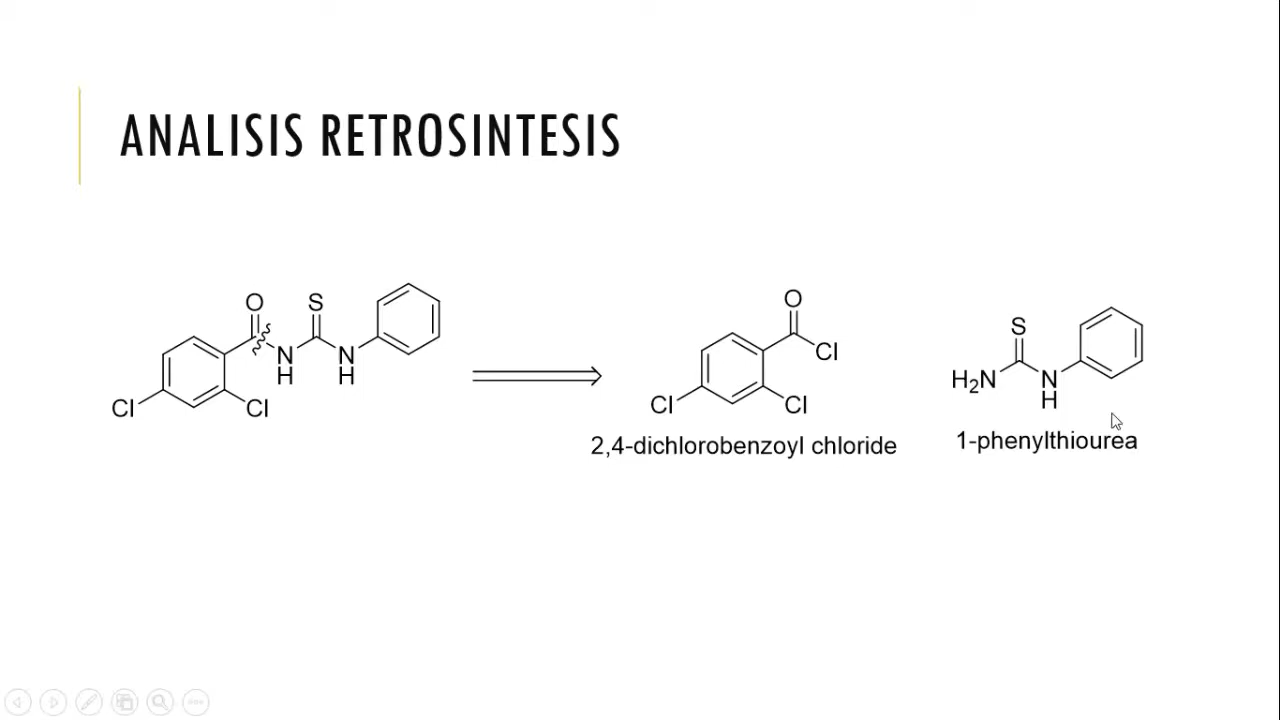 ANALISIS RETROSINTESIS
O S
N N
H H
Cl Cl
O
Cl
Cl Cl
2,4-dichlorobenzoyl chloride
S
H2N N
H
1-phenylthiourea